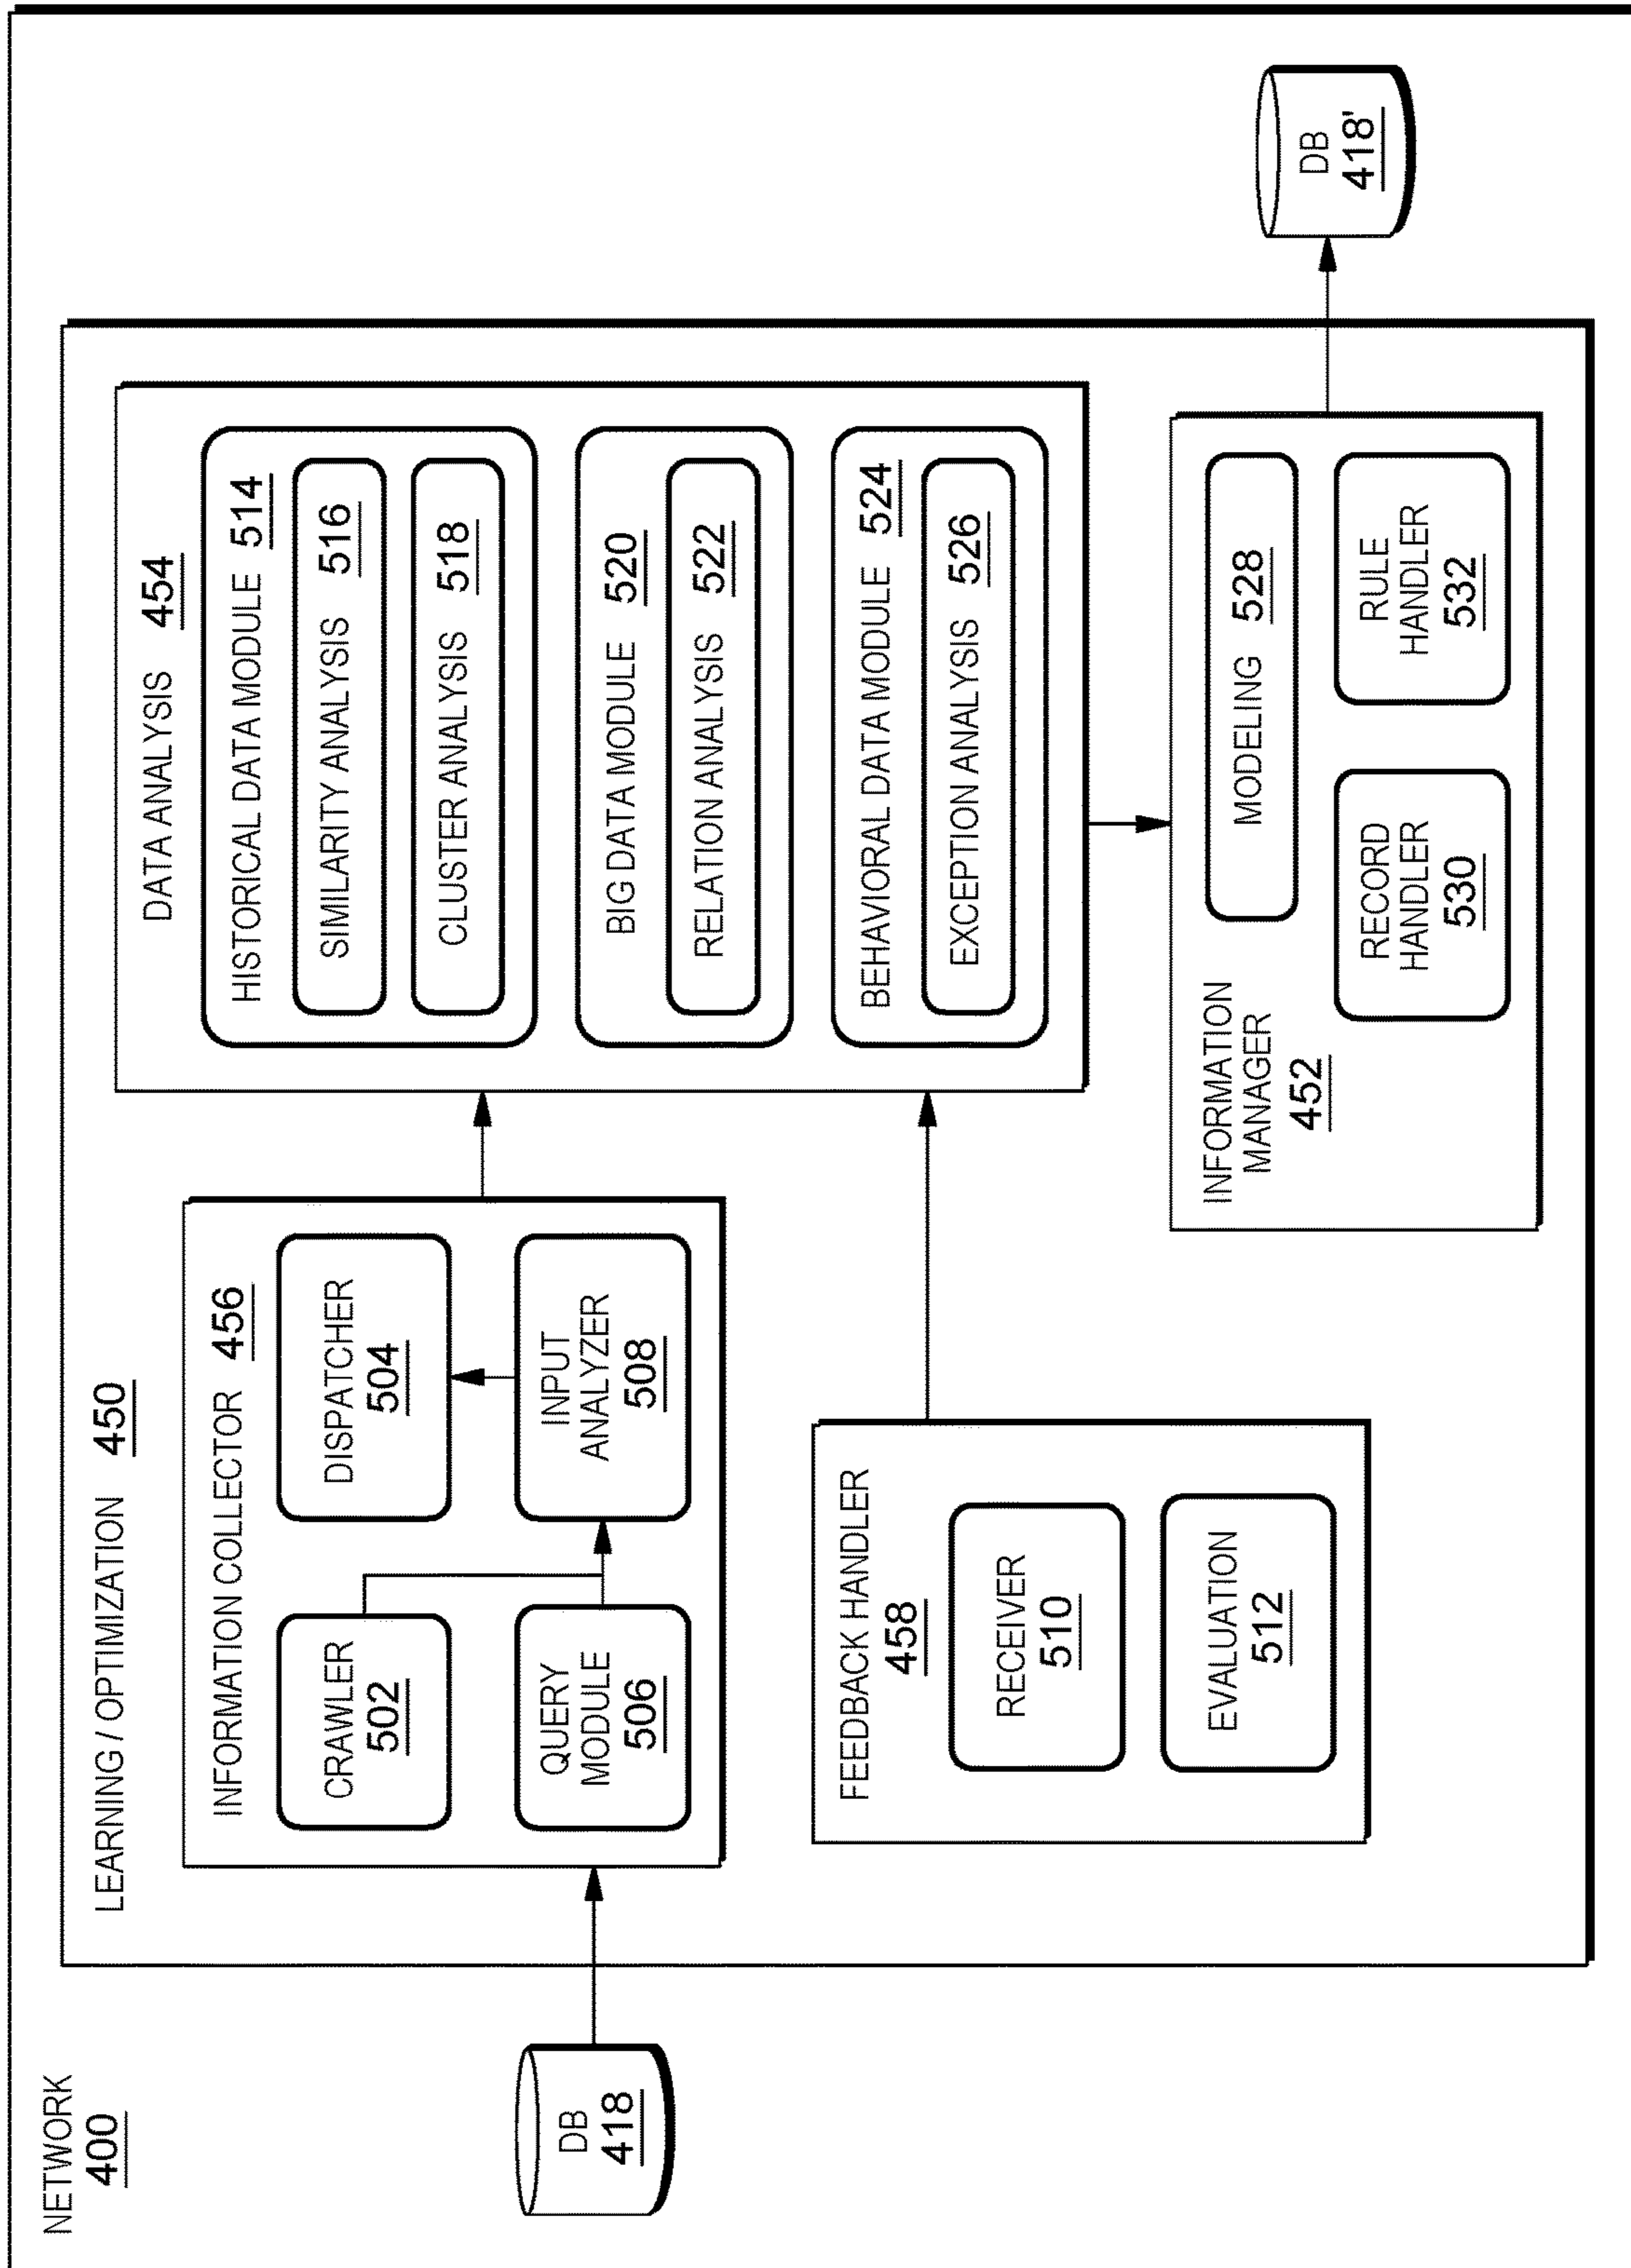 NETWORK
400
DB
418
LEARNING / OPTIMIZATION 450
INFORMATION COLLECTOR 456
CRAWLER
502
DISPATCHER
504
QUERY
MODULE
506
INPUT
ANALYZER
508
FEEDBACK HANDLER
458
RECEIVER
510
EVALUATION
512
DATA ANALYSIS 454
HISTORICAL DATA MODULE 514
SIMILARITY ANALYSIS 516
CLUSTER ANALYSIS 518
BIG DATA MODULE 520
RELATION ANALYSIS 522
BEHAVIORAL DATA MODULE 524
EXCEPTION ANALYSIS 526
INFORMATION
MANAGER
452
MODELING 528
RECORD
HANDLER
530
RULE
HANDLER
532
DB
418'